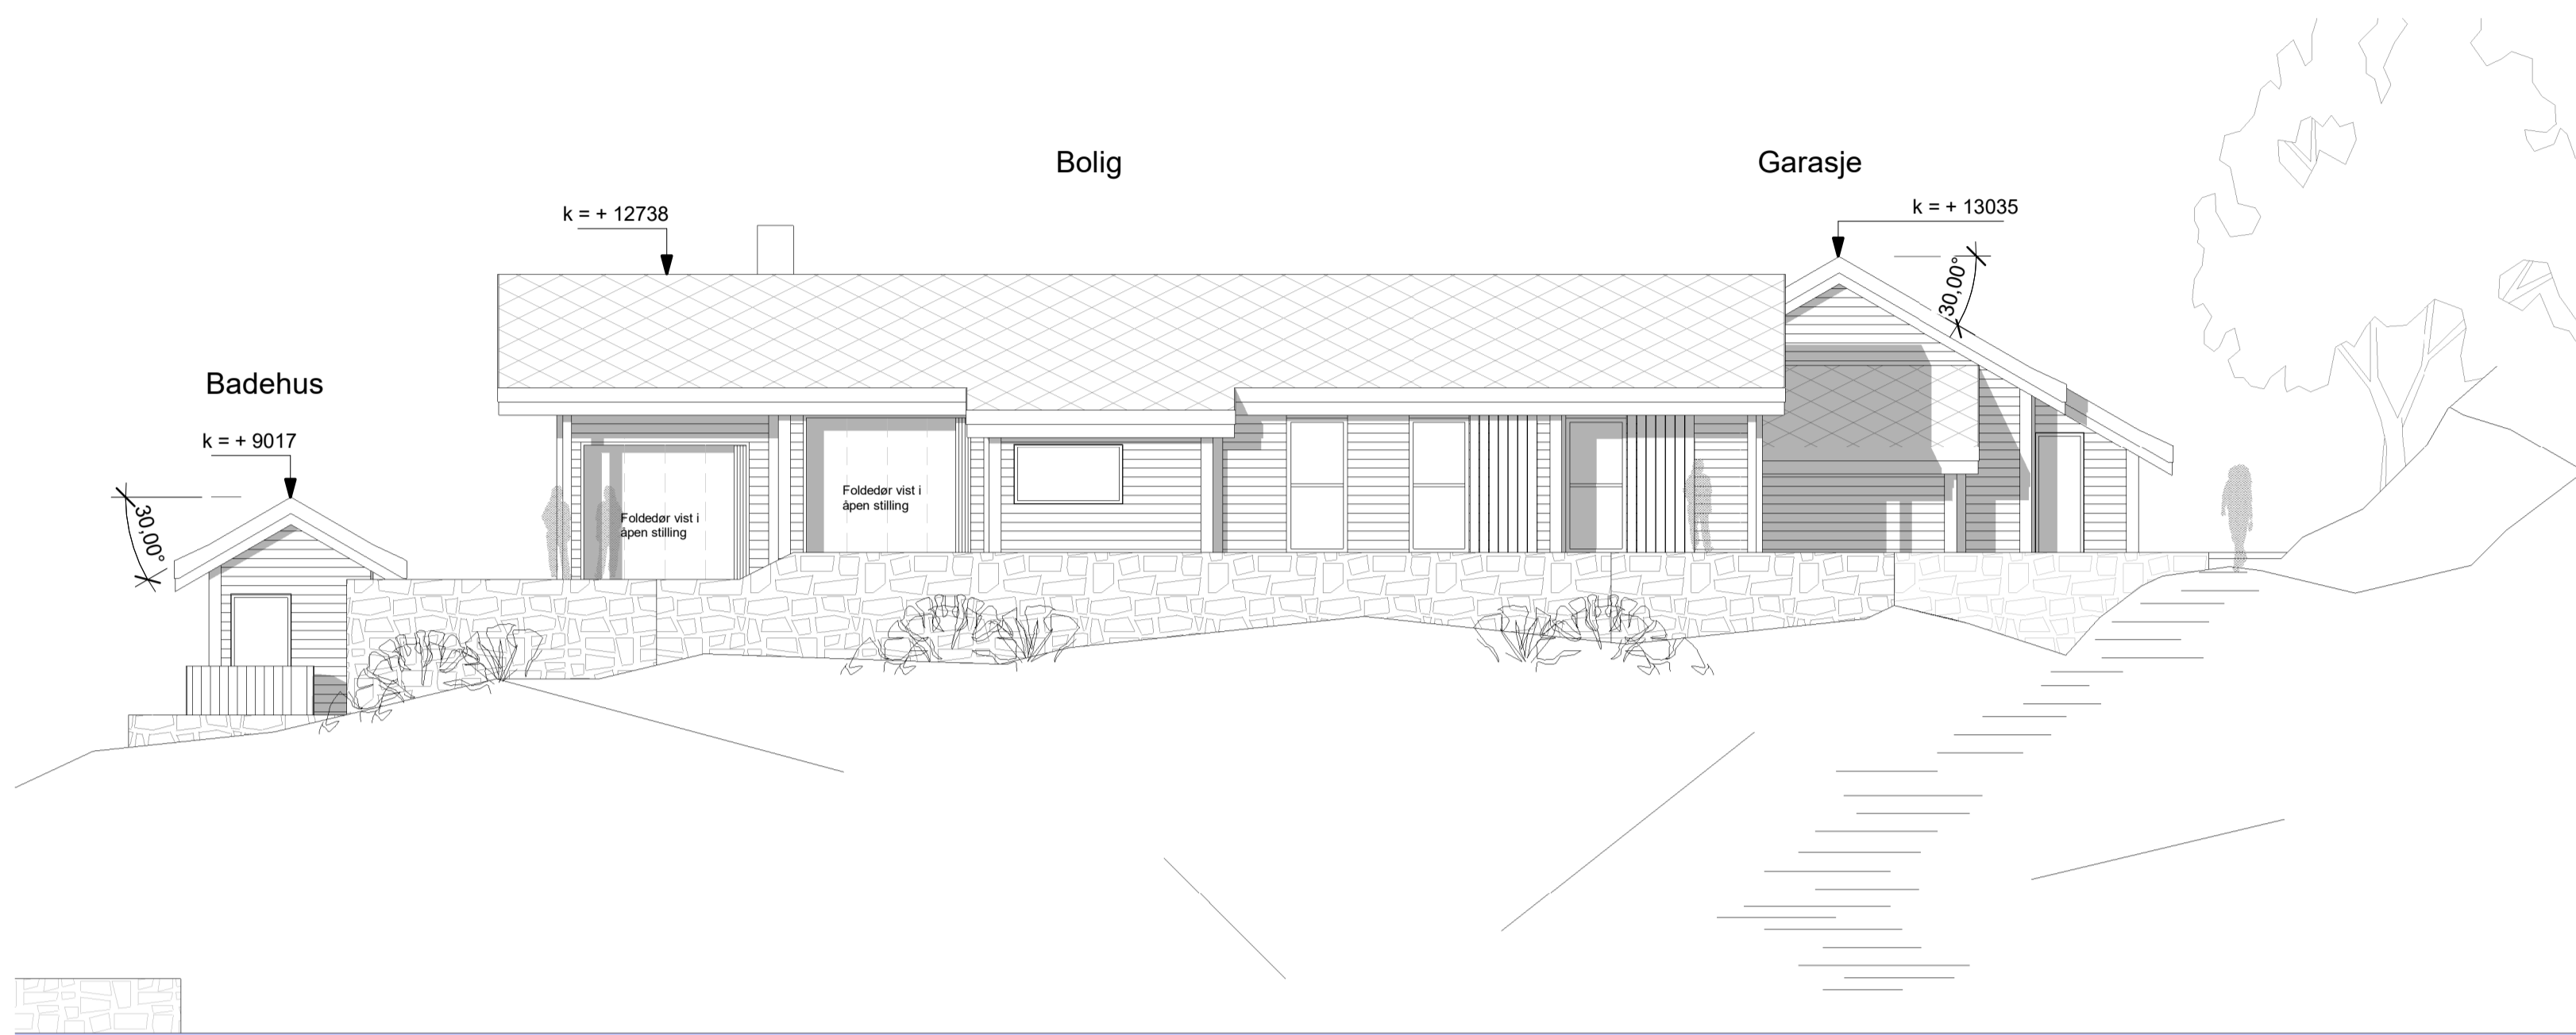 Bolig
Garasje
k = + 12738
k = + 13035
30,00°
Badehus
k = + 9017
30,00°
Foldedør vist i
åpen stilling
Foldedør vist i
åpen stilling